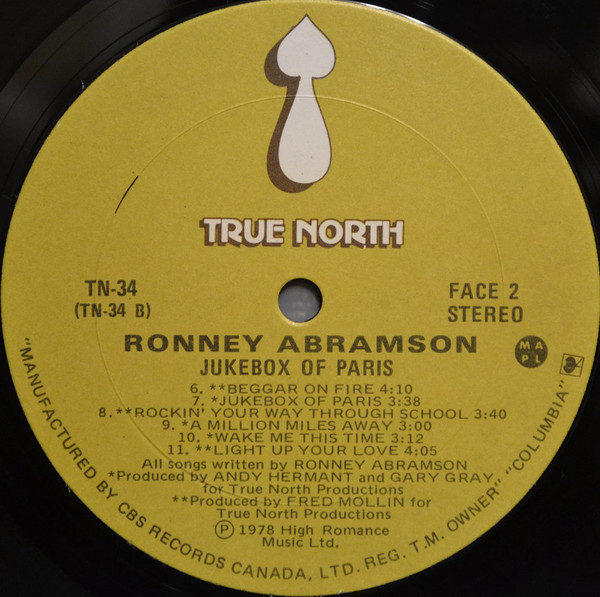 TRUE NORTH
TN-34
(TN-34 B)
FACE 2
STEREO
M A
P L
RONNEY ABRAMSON
JUKEBOX OF PARIS
6. **BEGGAR ON FIRE 4:10
7. *JUKEBOX OF PARIS 3:38
8. **ROCKIN' YOUR WAY THROUGH SCHOOL 3:40
9. *A MILLION MILES AWAY 3:00
10. *WAKE ME THIS TIME 3:12
11. **LIGHT UP YOUR LOVE 4:05
All songs written by RONNEY ABRAMSON
*Produced by ANDY HERMANT and GARY GRAY
for True North Productions
**Produced by FRED MOLLIN for
True North Productions
Ⓟ 1978 High Romance
Music Ltd.
"MANUFACTURED BY CBS RECORDS CANADA, LTD. REG. T.M. OWNER" "COLUMBIA"